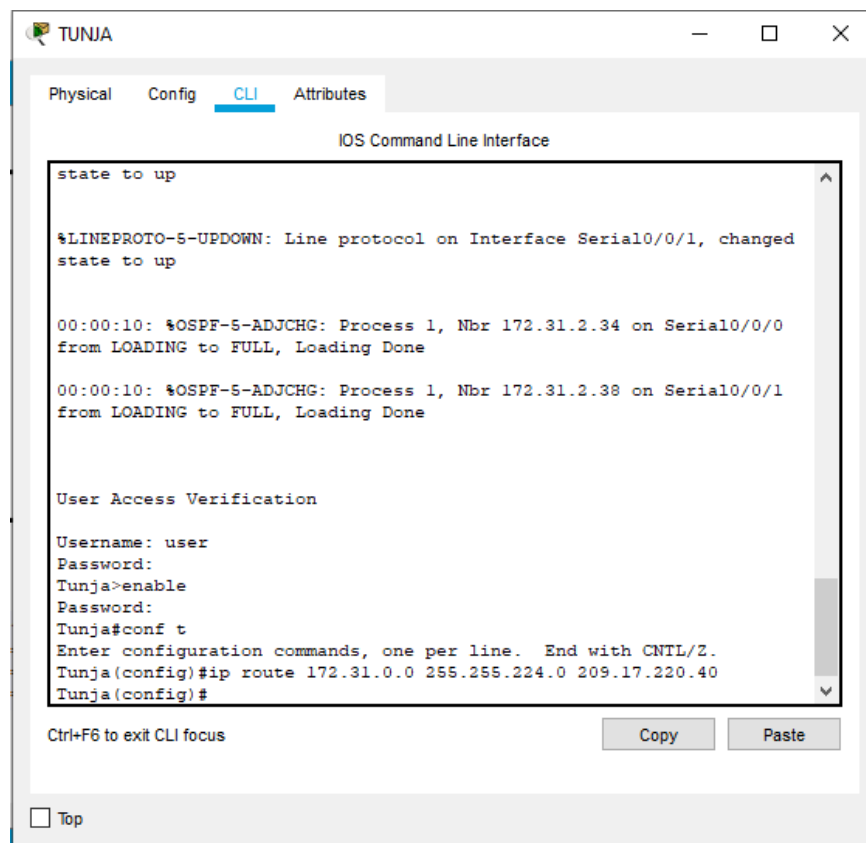 TUNJA
Physical Config CLI Attributes
IOS Command Line Interface
state to up
%LINEPROTO-5-UPDOWN: Line protocol on Interface Serial0/0/1, changed
state to up
00:00:10: %OSPF-5-ADJCHG: Process 1, Nbr 172.31.2.34 on Serial0/0/0
from LOADING to FULL, Loading Done
00:00:10: %OSPF-5-ADJCHG: Process 1, Nbr 172.31.2.38 on Serial0/0/1
from LOADING to FULL, Loading Done
User Access Verification
Username: user
Password:
Tunja>enable
Password:
Tunja#conf t
Enter configuration commands, one per line.  End with CNTL/Z.
Tunja(config)#ip route 172.31.0.0 255.255.224.0 209.17.220.40
Tunja(config)#
Ctrl+F6 to exit CLI focus
Copy Paste
Top